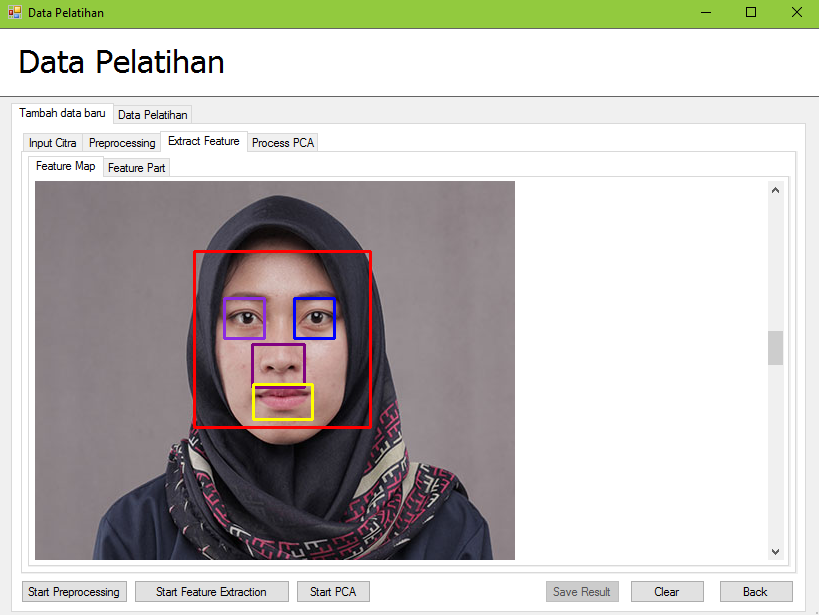 Data Pelatihan
Data Pelatihan
Tambah data baru Data Pelatihan
Input Citra Preprocessing Extract Feature Process PCA
Feature Map Feature Part
Start Preprocessing Start Feature Extraction Start PCA Save Result Clear Back